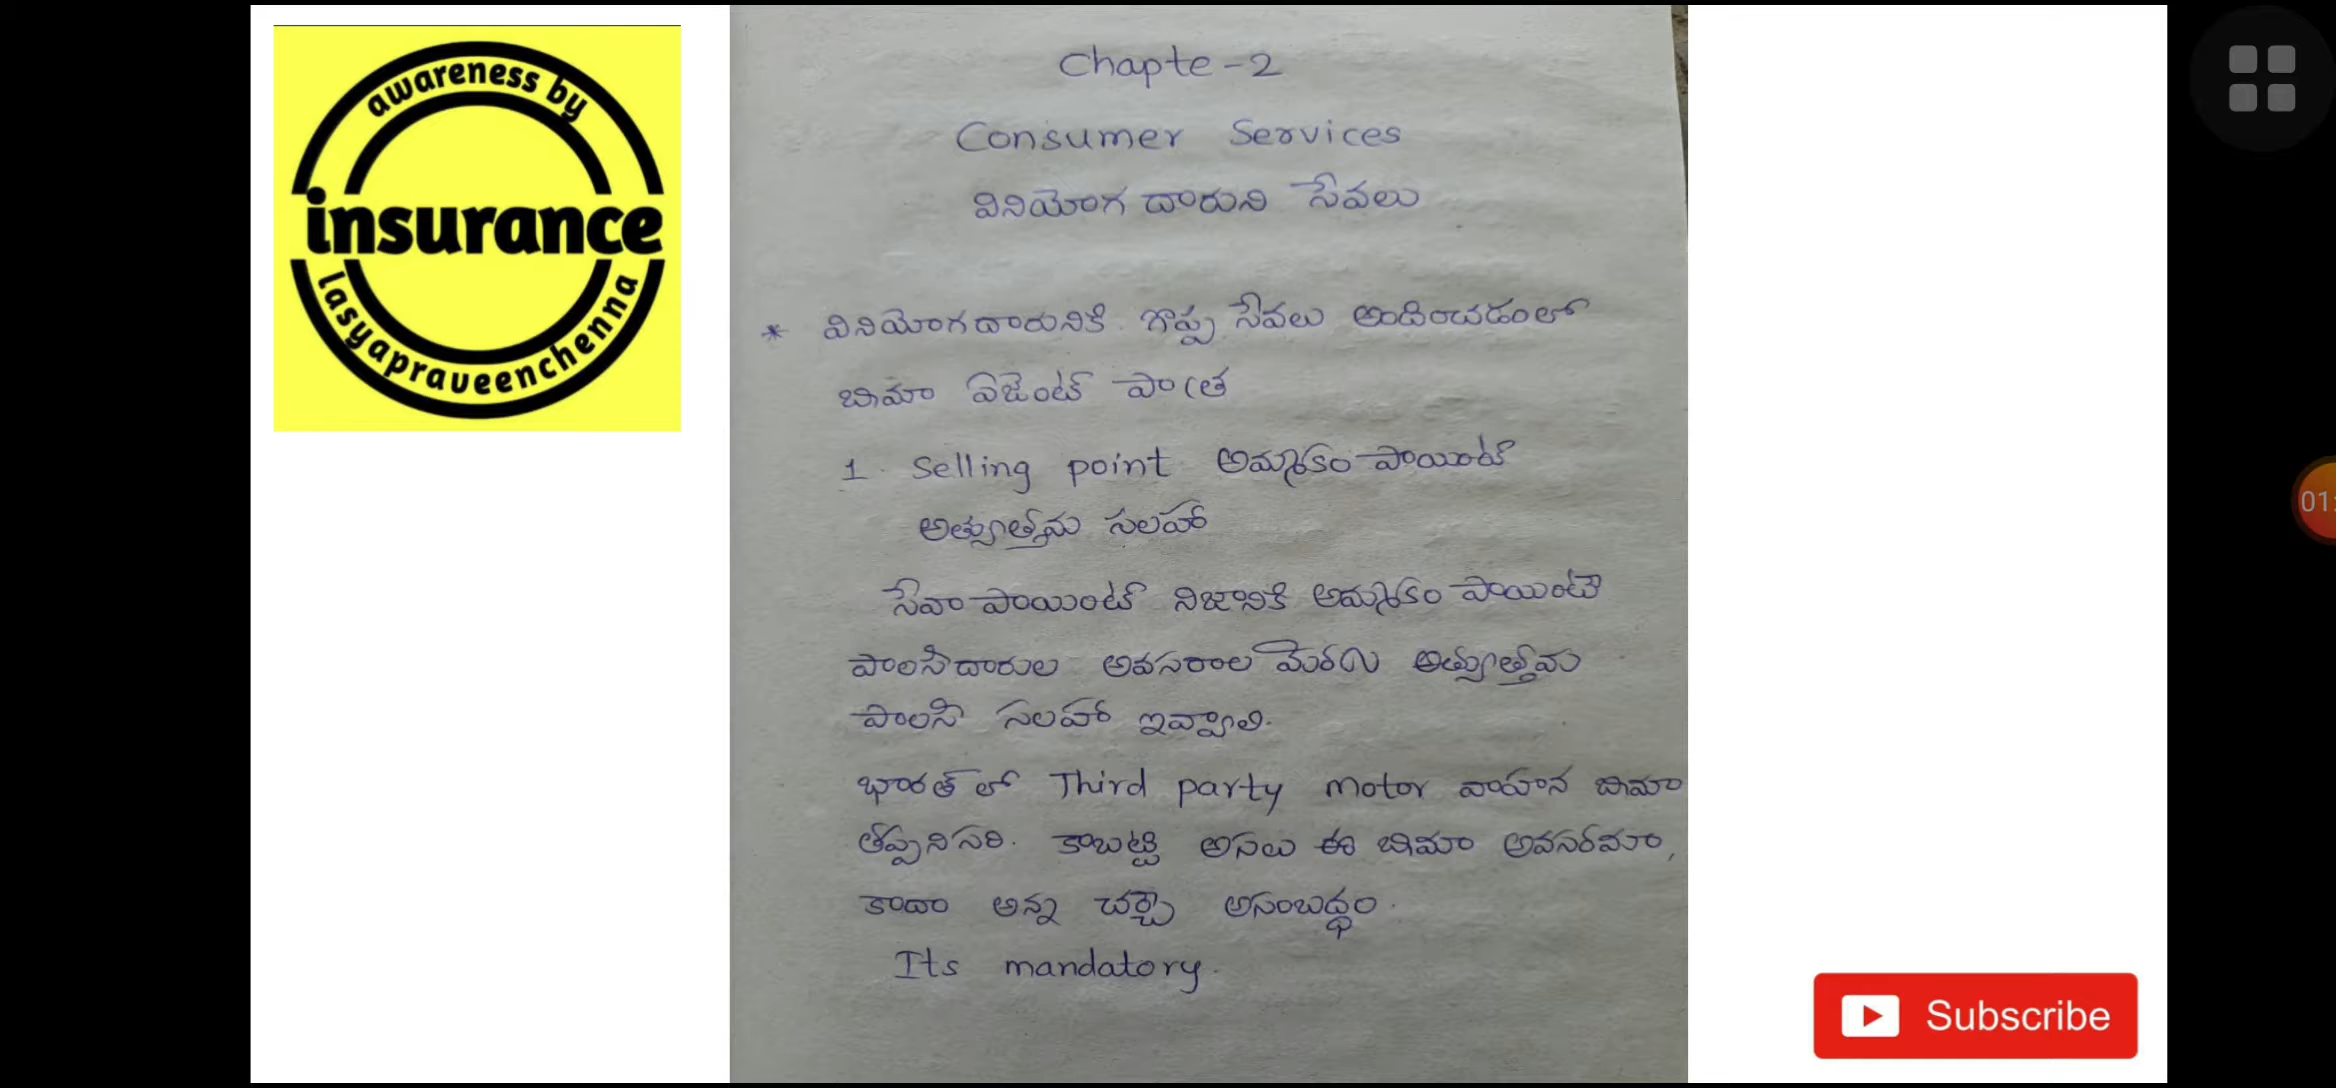 awareness by
insurance
lasyapraveenchenna
Chapte-2
Consumer Services
వినియోగ దారుని సేవలు
* వినియోగదారునికి గొప్ప సేవలు అందించడంలో
బీమా ఏజెంట్ పాత్ర
1. Selling point అమ్మకం పాయింట్
అత్యుత్తమ సలహా
సేవా పాయింట్ నిజానికి అమ్మకం పాయింటే
పాలసీదారుల అవసరాల మేరకు అత్యుత్తమ
పాలసీ సలహా ఇవ్వాలి.
భారత్ లో Third party motor వాహన బీమా
తప్పనిసరి. కాబట్టి అసలు ఈ బీమా అవసరమా,
కాదా అన్న చర్చే అసంబద్ధం.
Its mandatory.
01:
Subscribe